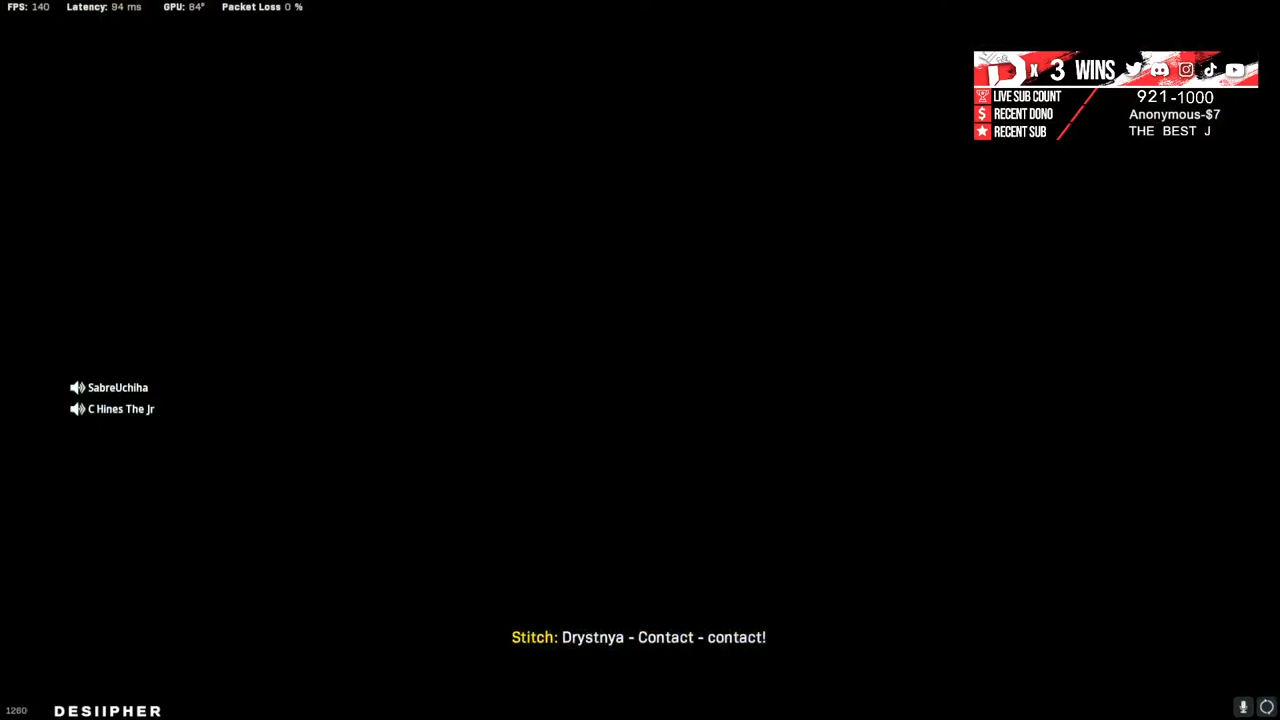 FPS: 140 Latency: 94 ms GPU: 84° Packet Loss 0 %
D x 3 WINS
LIVE SUB COUNT 921-1000
RECENT DONO Anonymous-$7
RECENT SUB THE BEST J
SabreUchiha
C Hines The Jr
Stitch: Drystnya - Contact - contact!
1260 DESIIPHER